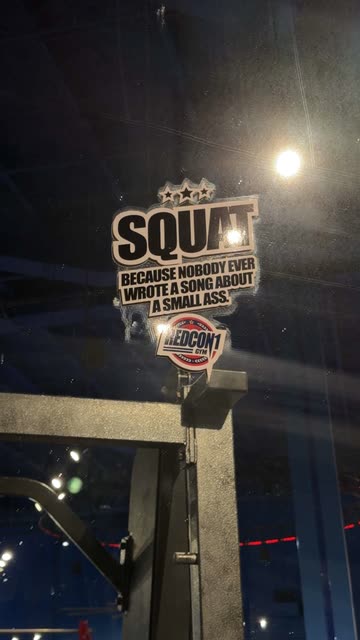 SQUAT
BECAUSE NOBODY EVER
WROTE A SONG ABOUT
A SMALL ASS.
REDCON1
GYM